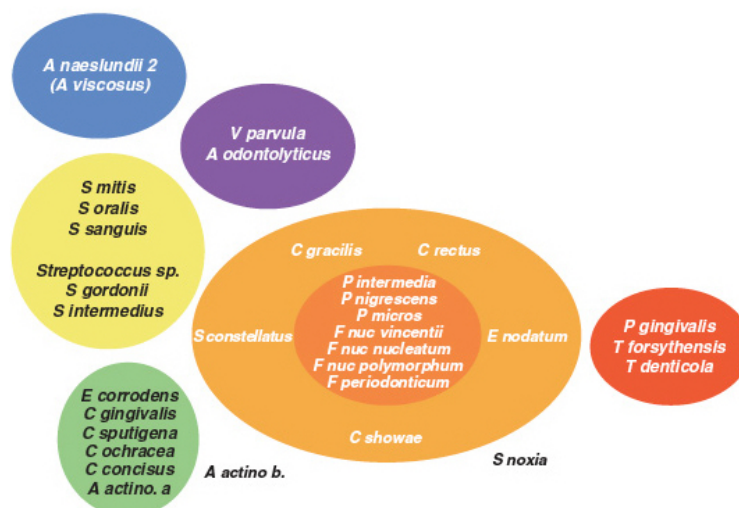 A naeslundii 2
(A viscosus)
V parvula
A odontolyticus
S mitis
S oralis
S sanguis
Streptococcus sp.
S gordonii
S intermedius
C gracilis
C rectus
P intermedia
P nigrescens
P micros
F nuc vincentii
F nuc nucleatum
F nuc polymorphum
F periodonticum
S constellatus
E nodatum
C showae
P gingivalis
T forsythensis
T denticola
E corrodens
C gingivalis
C sputigena
C ochracea
C concisus
A actino. a
A actino b.
S noxia